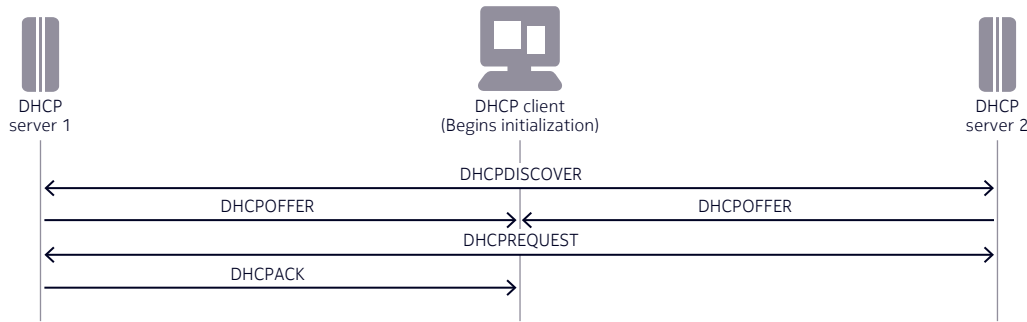 DHCP
server 1
DHCP client
(Begins initialization)
DHCP
server 2
DHCPDISCOVER
DHCPOFFER
DHCPOFFER
DHCPREQUEST
DHCPACK